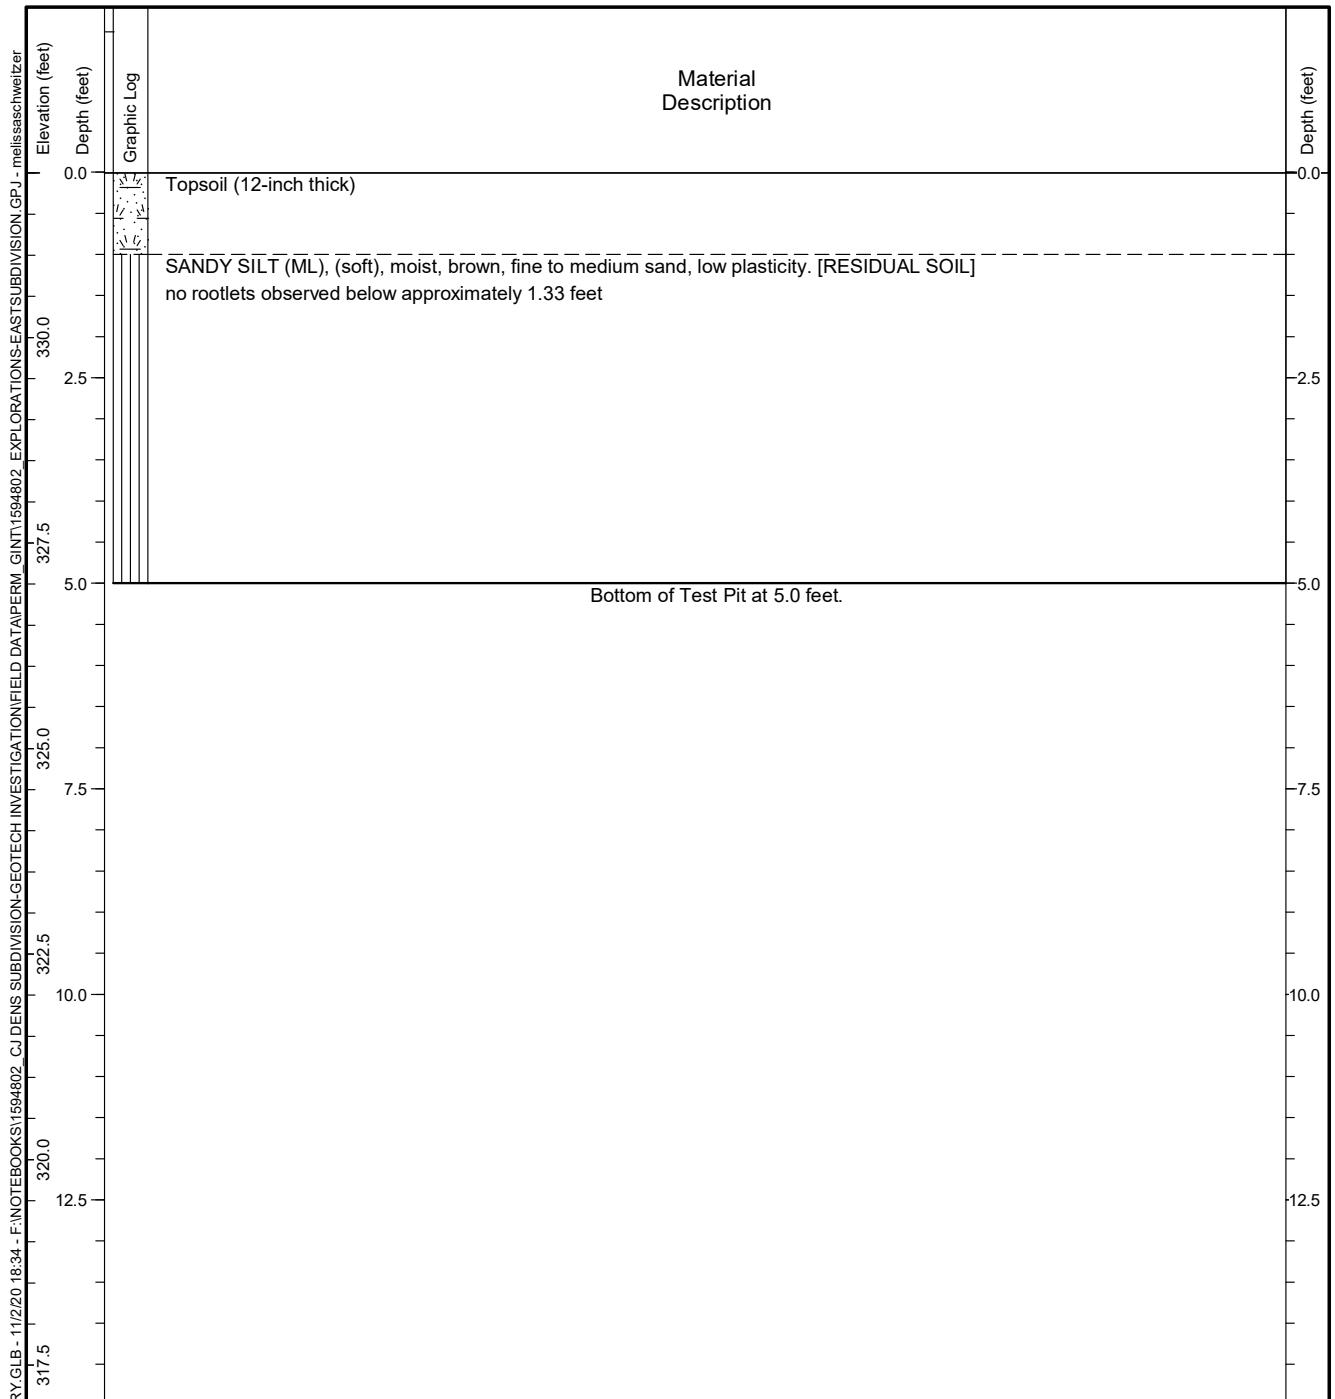 RY.GLB - 11/2/20 18:34 - F:\NOTEBOOKS\1594802_CJ DENS SUBDIVISION-GEOTECH INVESTIGATION\FIELD DATA\PERM_GINT\1594802_EXPLORATIONS-EASTSUBDIVISION.GPJ - melissaschweitzer
Elevation (feet)
Depth (feet)
Graphic Log
Material
Description
Depth (feet)
0.0
0.0
Topsoil (12-inch thick)
SANDY SILT (ML), (soft), moist, brown, fine to medium sand, low plasticity. [RESIDUAL SOIL]
no rootlets observed below approximately 1.33 feet
330.0
2.5
2.5
327.5
5.0
5.0
Bottom of Test Pit at 5.0 feet.
325.0
7.5
7.5
322.5
10.0
10.0
320.0
12.5
12.5
317.5